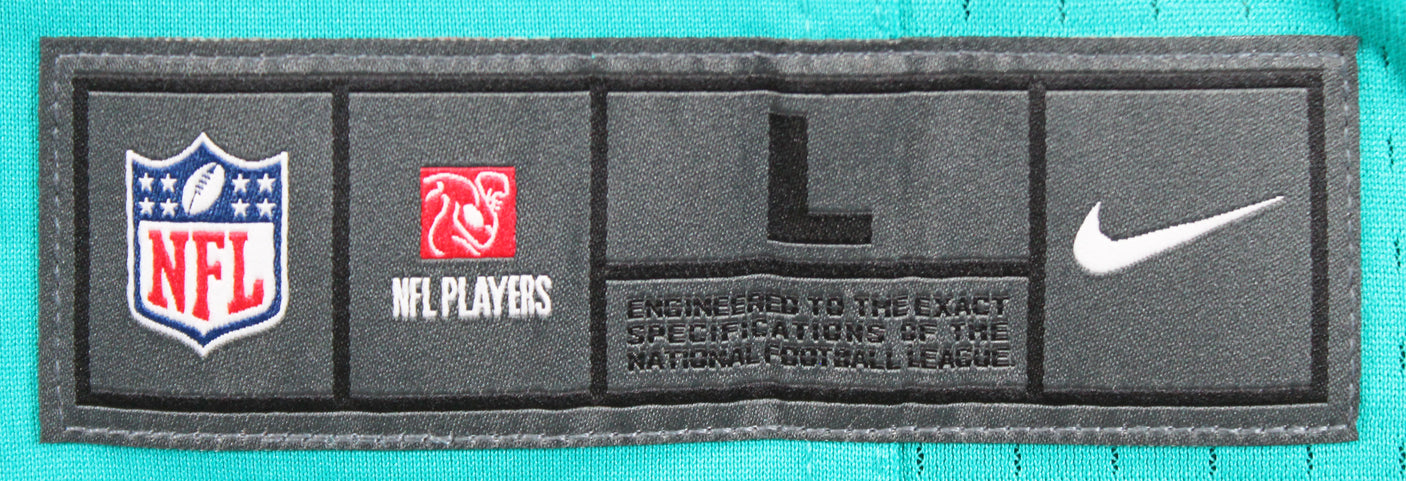 NFL
NFL PLAYERS
L
ENGINEERED TO THE EXACT
SPECIFICATIONS OF THE
NATIONAL FOOTBALL LEAGUE.